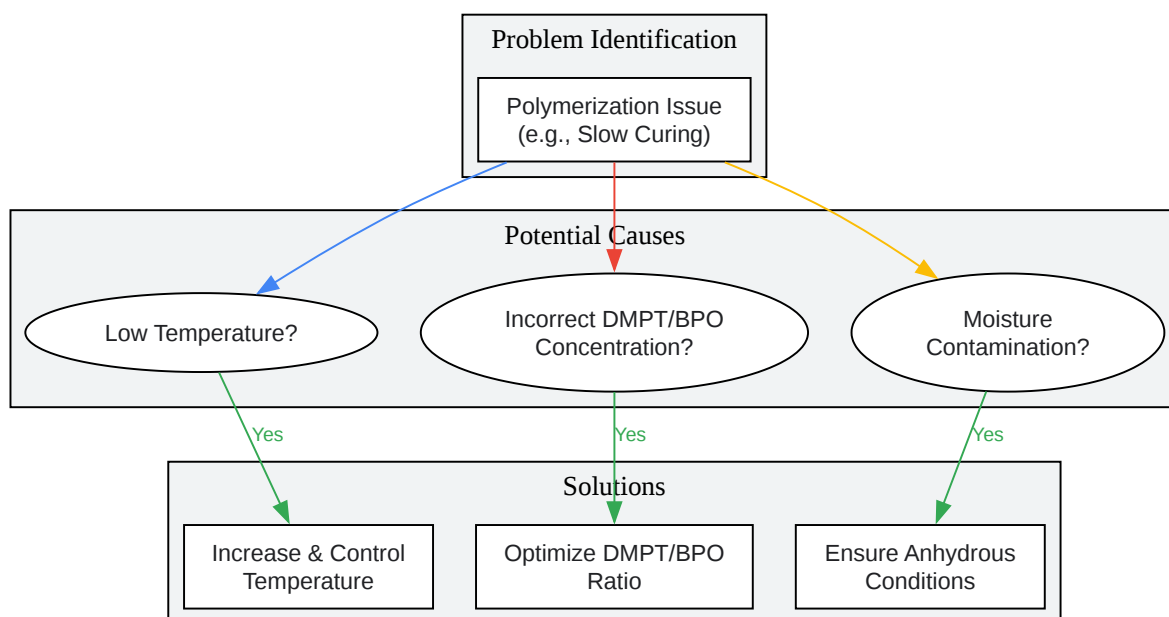 Problem Identification
Polymerization Issue
(e.g., Slow Curing)
Potential Causes
Low Temperature?
Incorrect DMPT/BPO
Concentration?
Moisture
Contamination?
Yes
Yes
Yes
Solutions
Increase & Control
Temperature
Optimize DMPT/BPO
Ratio
Ensure Anhydrous
Conditions